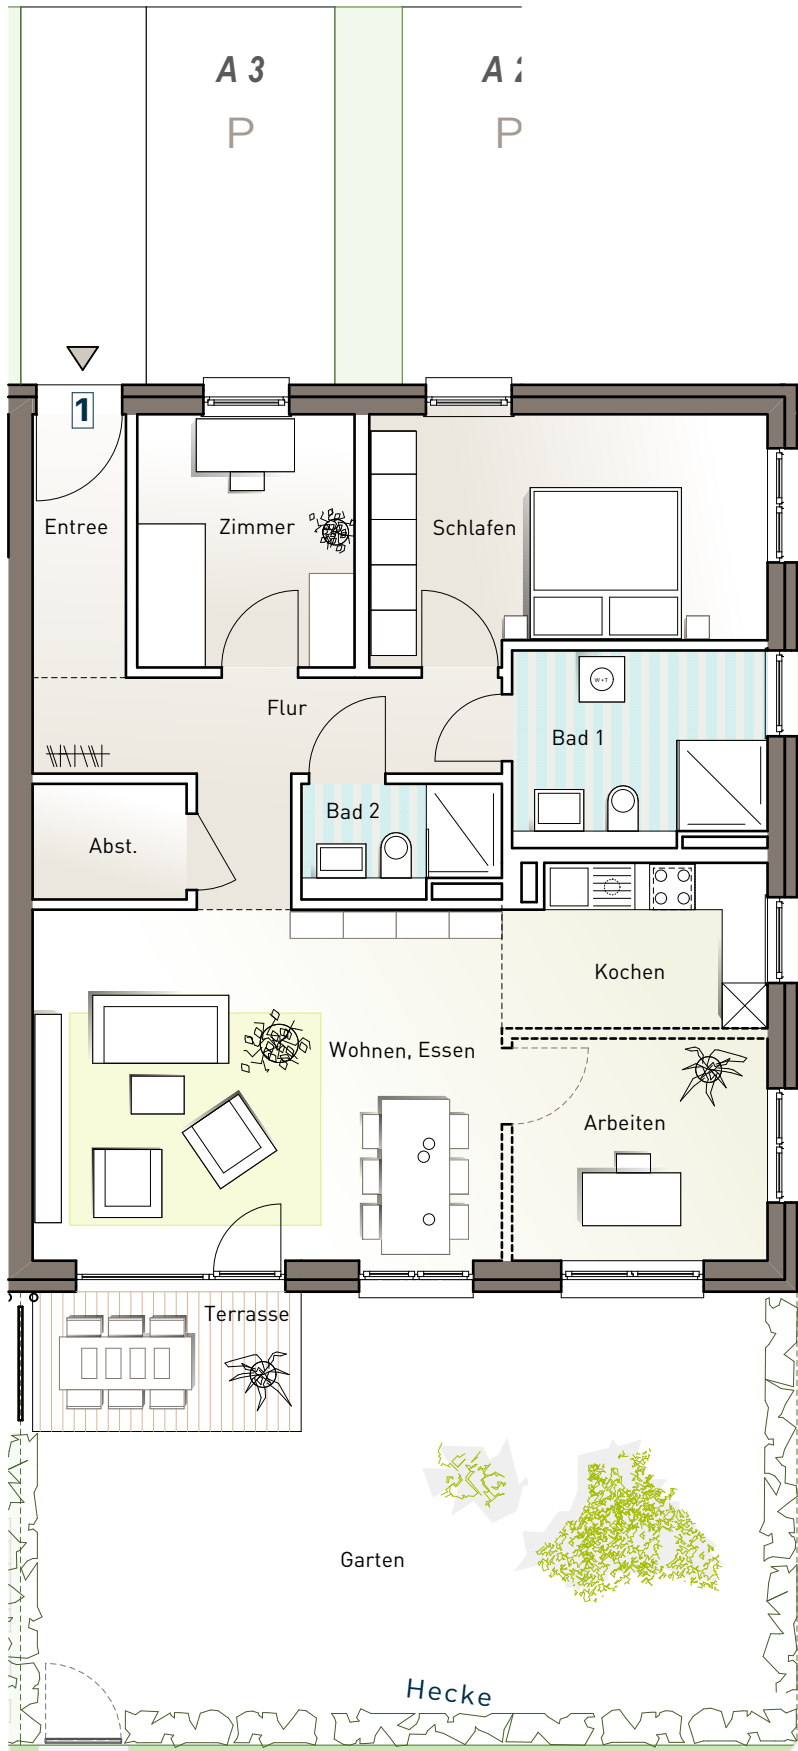 A 3
P
P
1
Entree
Zimmer
Schlafen
Flur
W+T
Bad 1
Bad 2
Abst.
Kochen
Wohnen, Essen
Arbeiten
Terrasse
Garten
Hecke